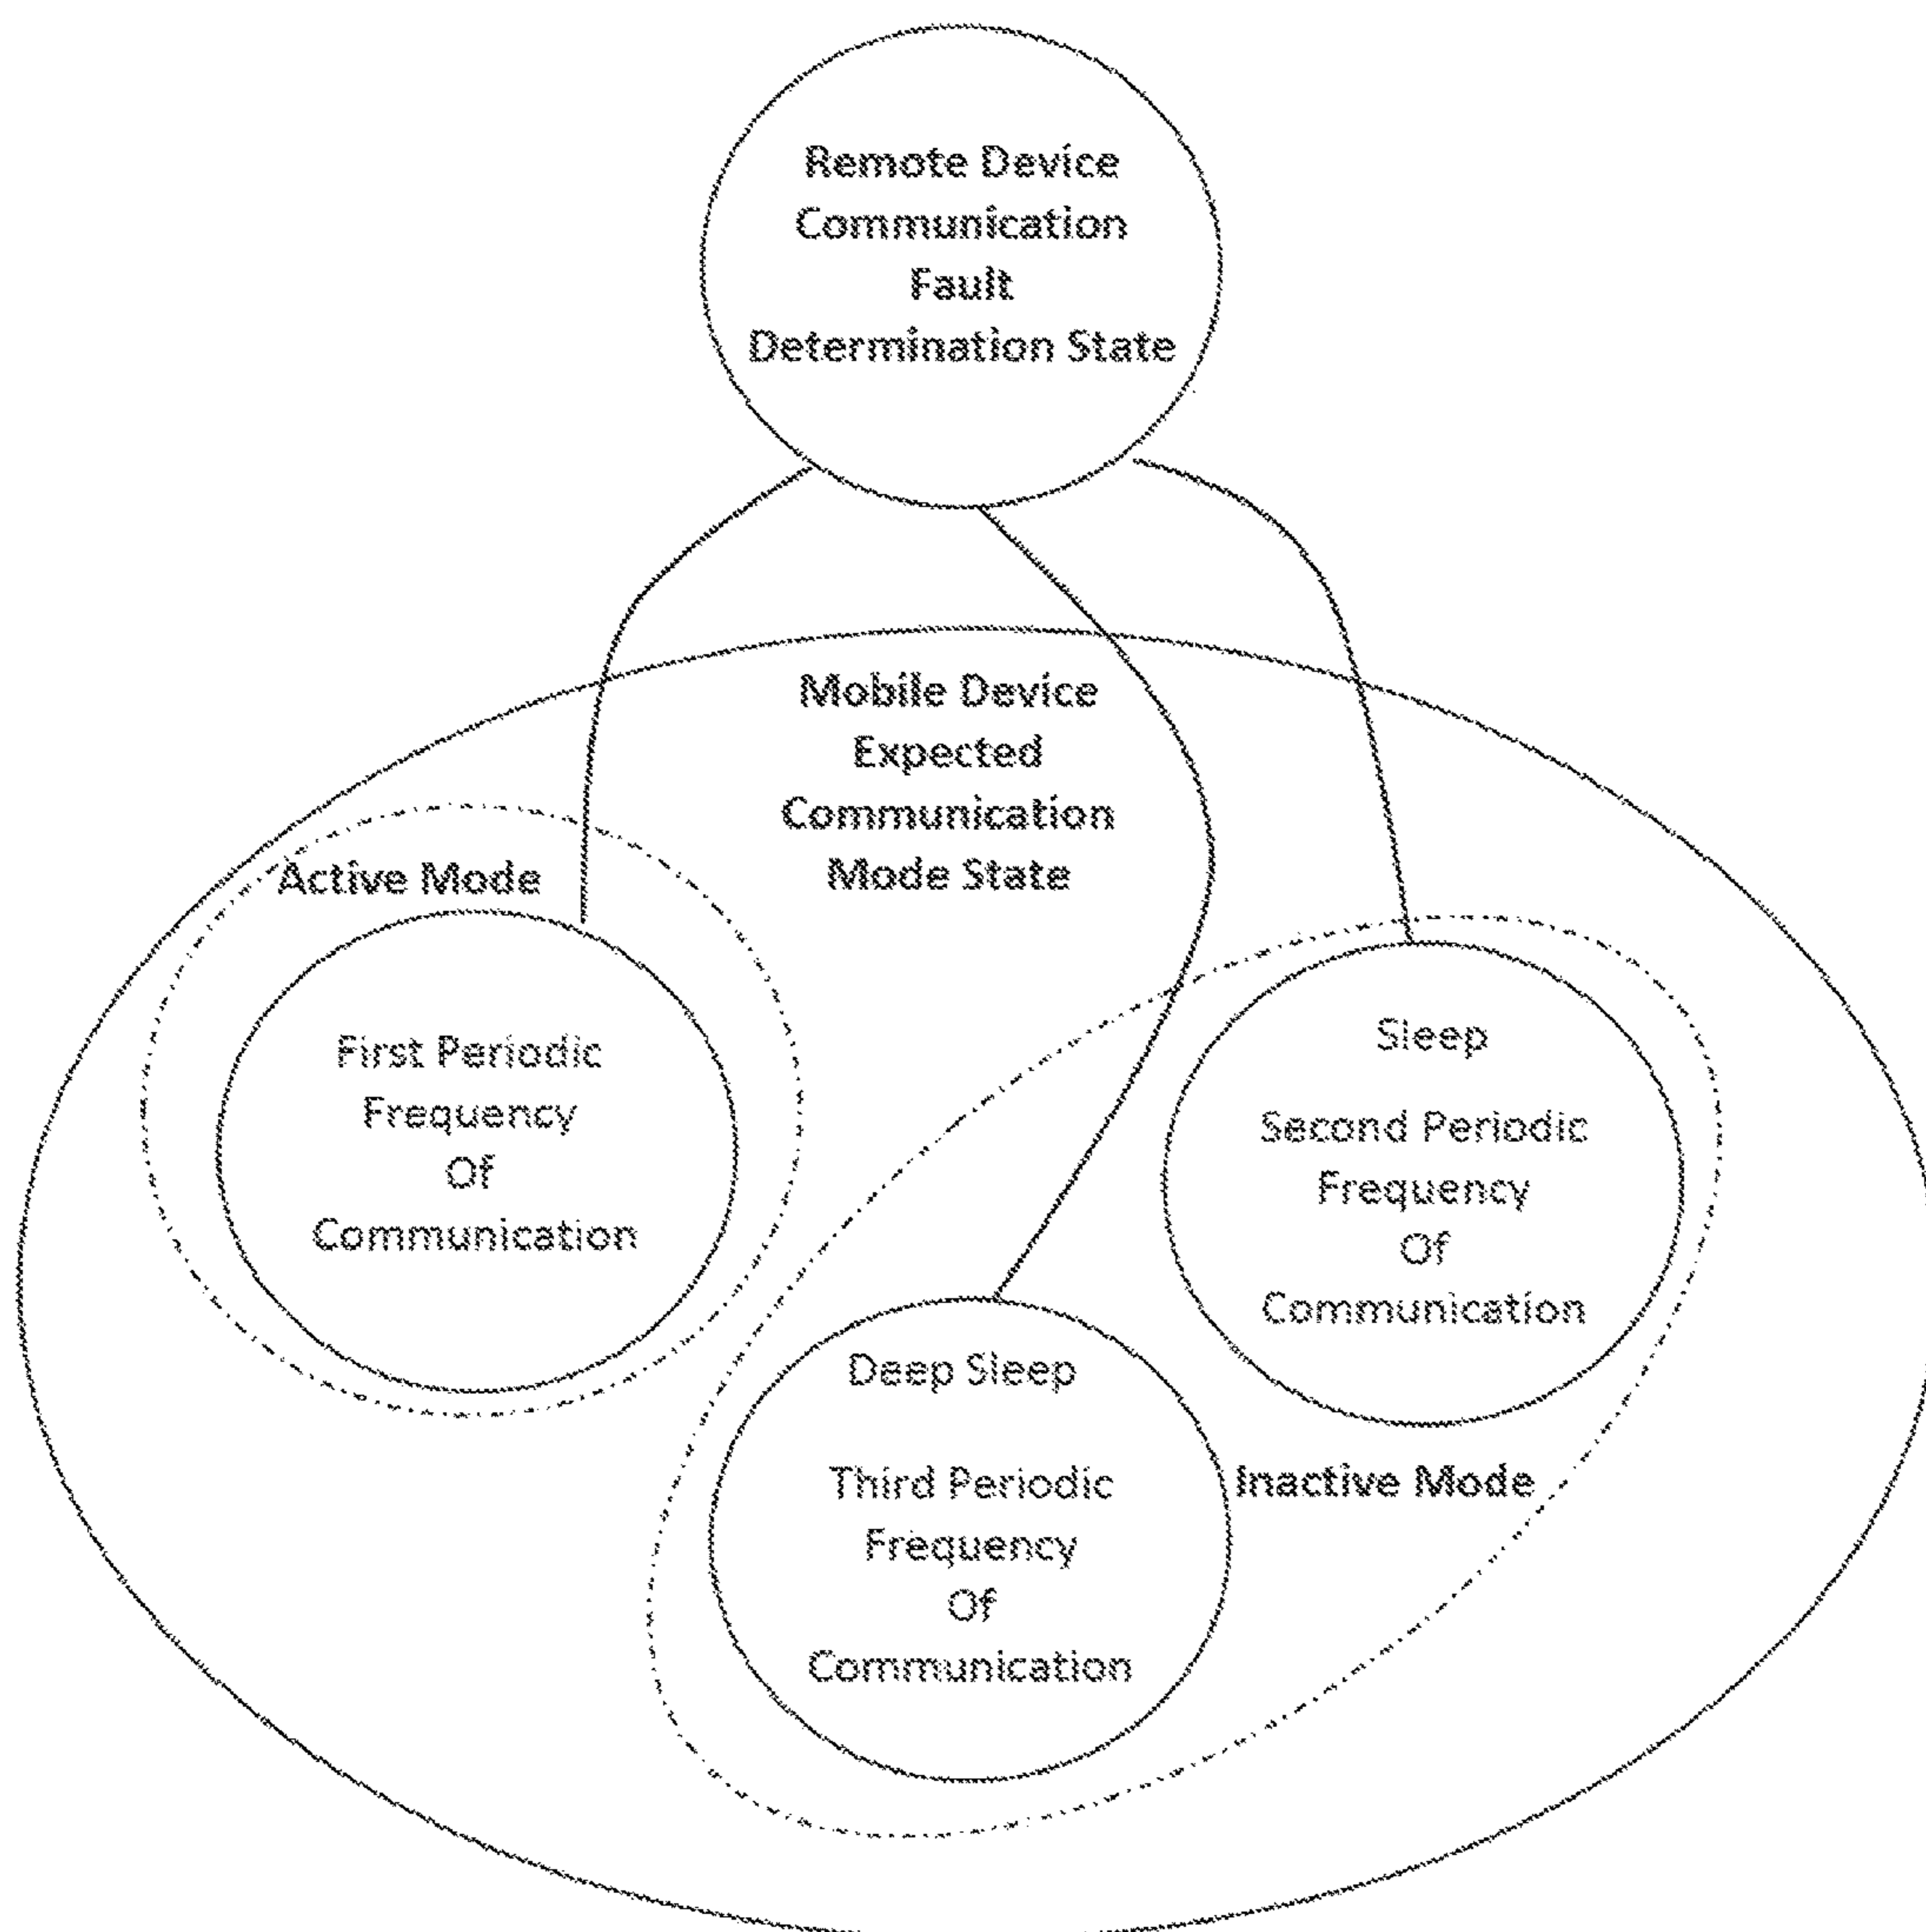 Remote Device
Communication
Fault
Determination State
Mobile Device
Expected
Communication
Mode State
Active Mode
First Periodic
Frequency
Of
Communication
Sleep
Second Periodic
Frequency
Of
Communication
Deep Sleep
Third Periodic
Frequency
Of
Communication
Inactive Mode